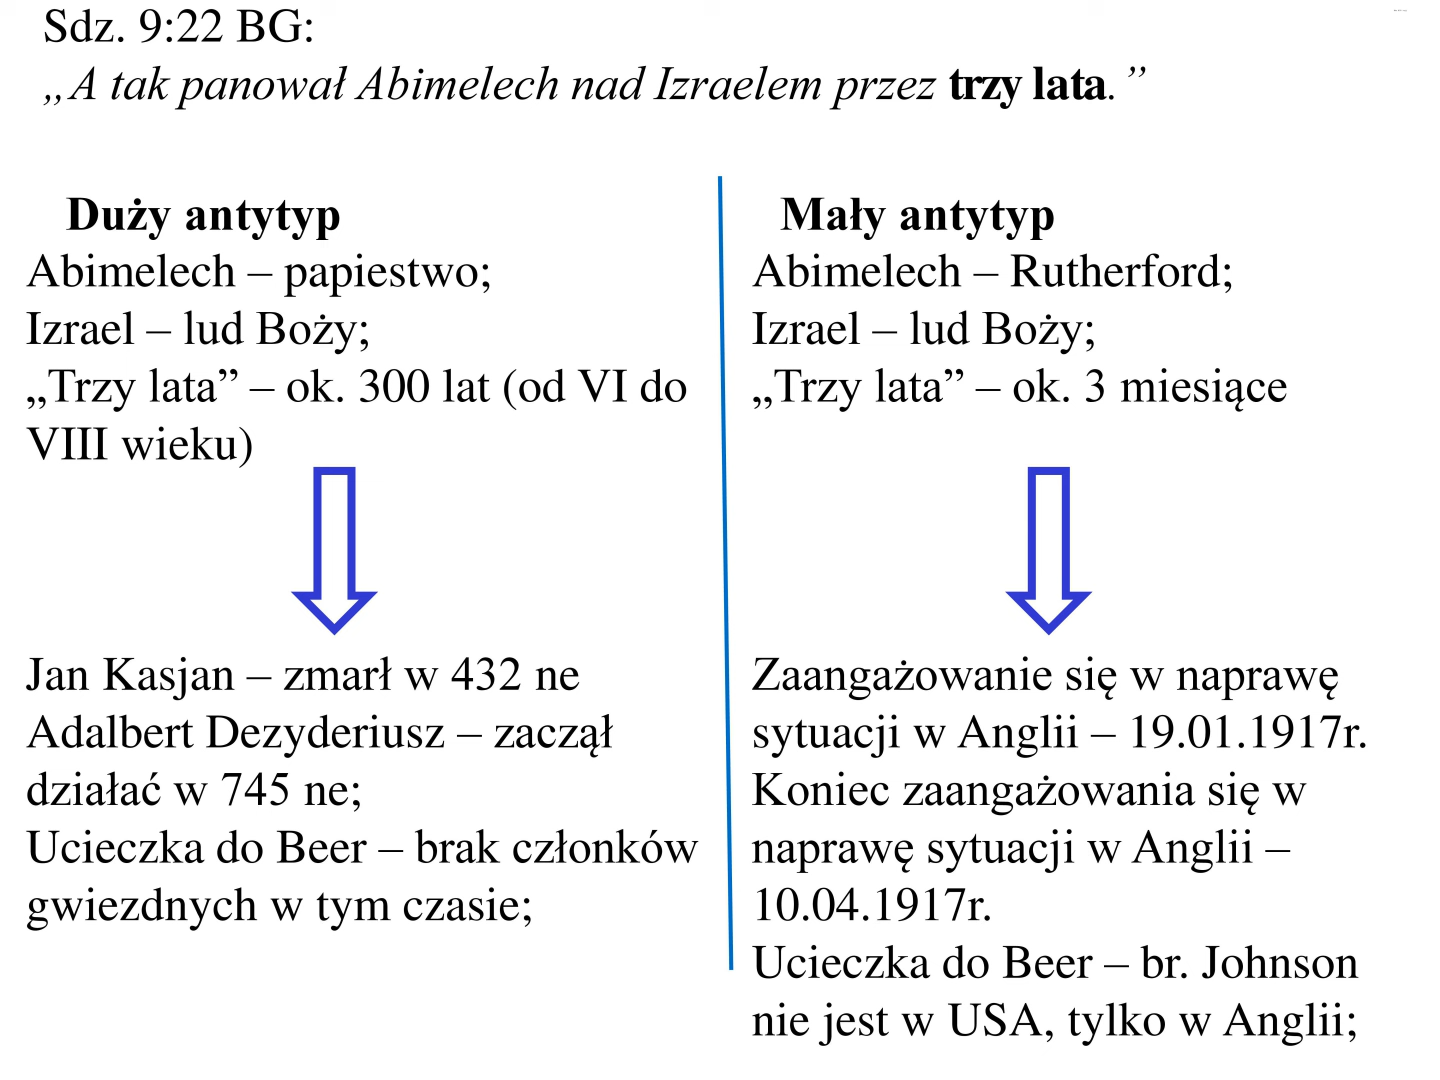 Sdz. 9:22 BG:
„A tak panował Abimelech nad Izraelem przez trzy lata.”
Duży antytyp
Abimelech – papiestwo;
Izrael – lud Boży;
„Trzy lata” – ok. 300 lat (od VI do
VIII wieku)
Jan Kasjan – zmarł w 432 ne
Adalbert Dezyderiusz – zaczął
działać w 745 ne;
Ucieczka do Beer – brak członków
gwiezdnych w tym czasie;
Mały antytyp
Abimelech – Rutherford;
Izrael – lud Boży;
„Trzy lata” – ok. 3 miesiące
Zaangażowanie się w naprawę
sytuacji w Anglii – 19.01.1917r.
Koniec zaangażowania się w
naprawę sytuacji w Anglii –
10.04.1917r.
Ucieczka do Beer – br. Johnson
nie jest w USA, tylko w Anglii;